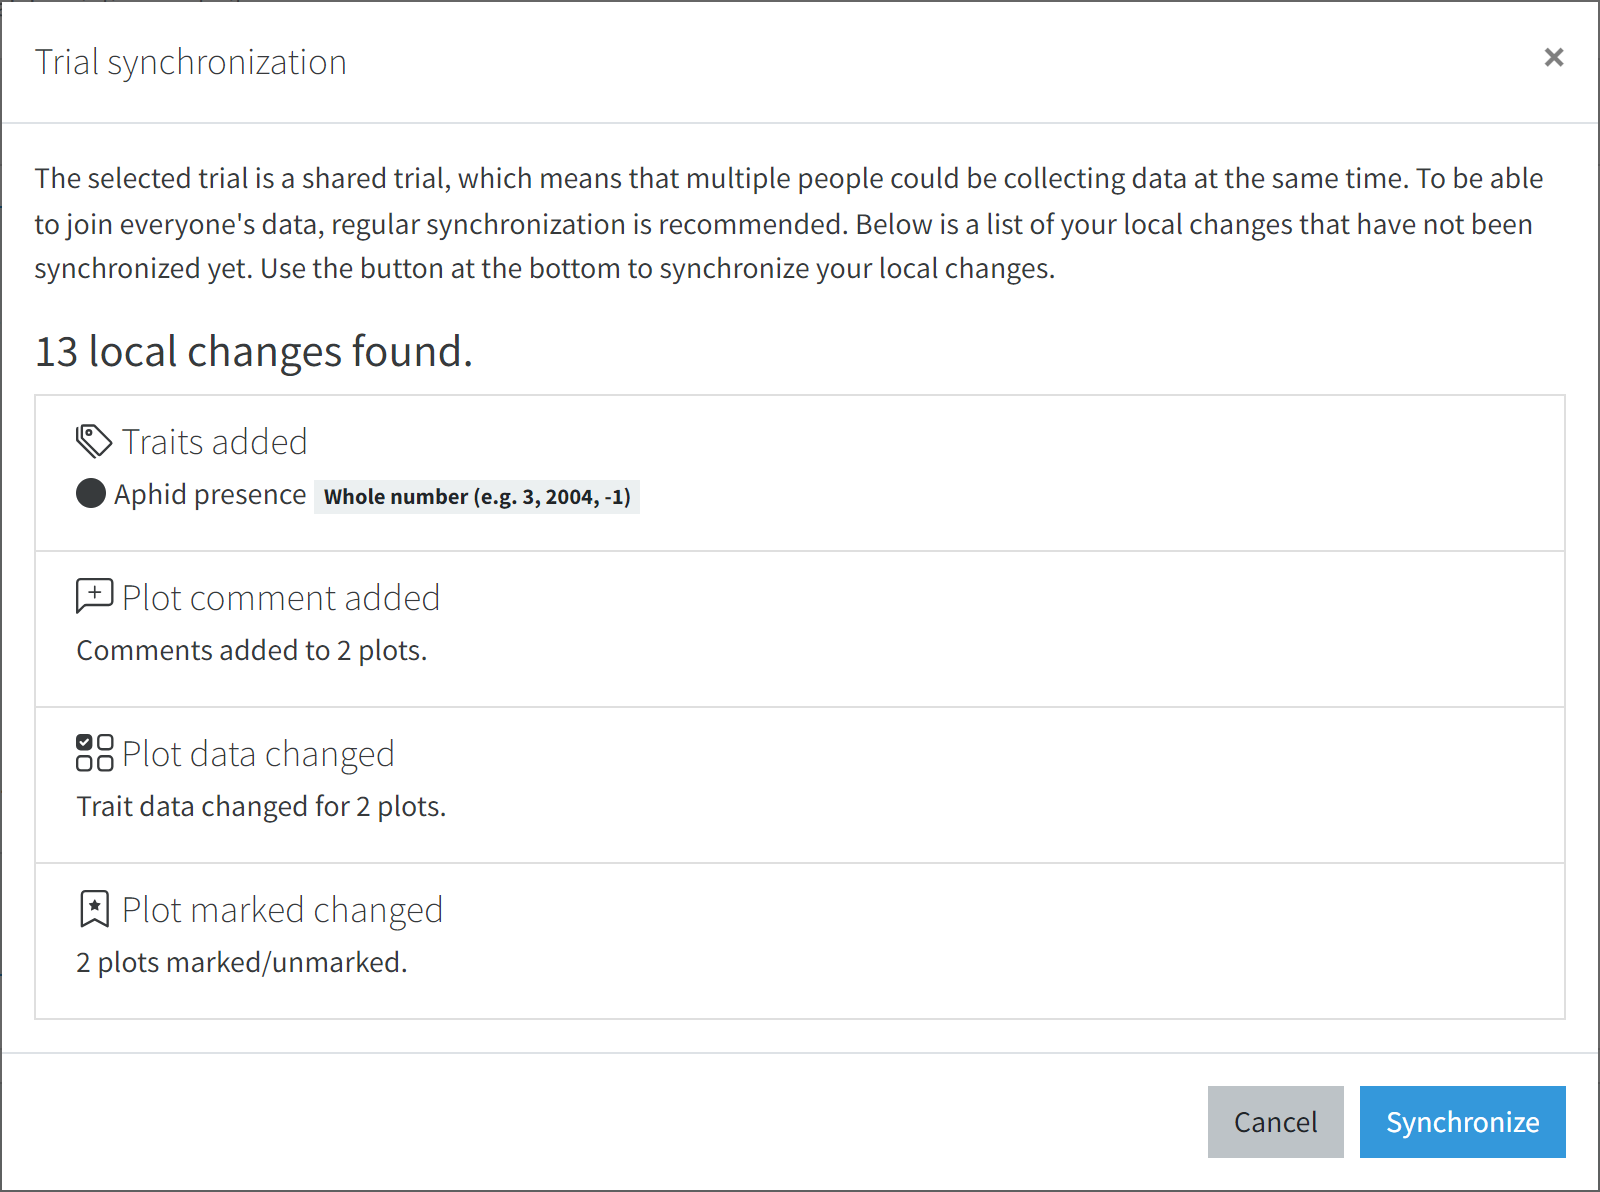 Trial synchronization
×
The selected trial is a shared trial, which means that multiple people could be collecting data at the same time. To be able
to join everyone's data, regular synchronization is recommended. Below is a list of your local changes that have not been
synchronized yet. Use the button at the bottom to synchronize your local changes.
13 local changes found.
Traits added
Aphid presence Whole number (e.g. 3, 2004, -1)
Plot comment added
Comments added to 2 plots.
Plot data changed
Trait data changed for 2 plots.
Plot marked changed
2 plots marked/unmarked.
Cancel Synchronize